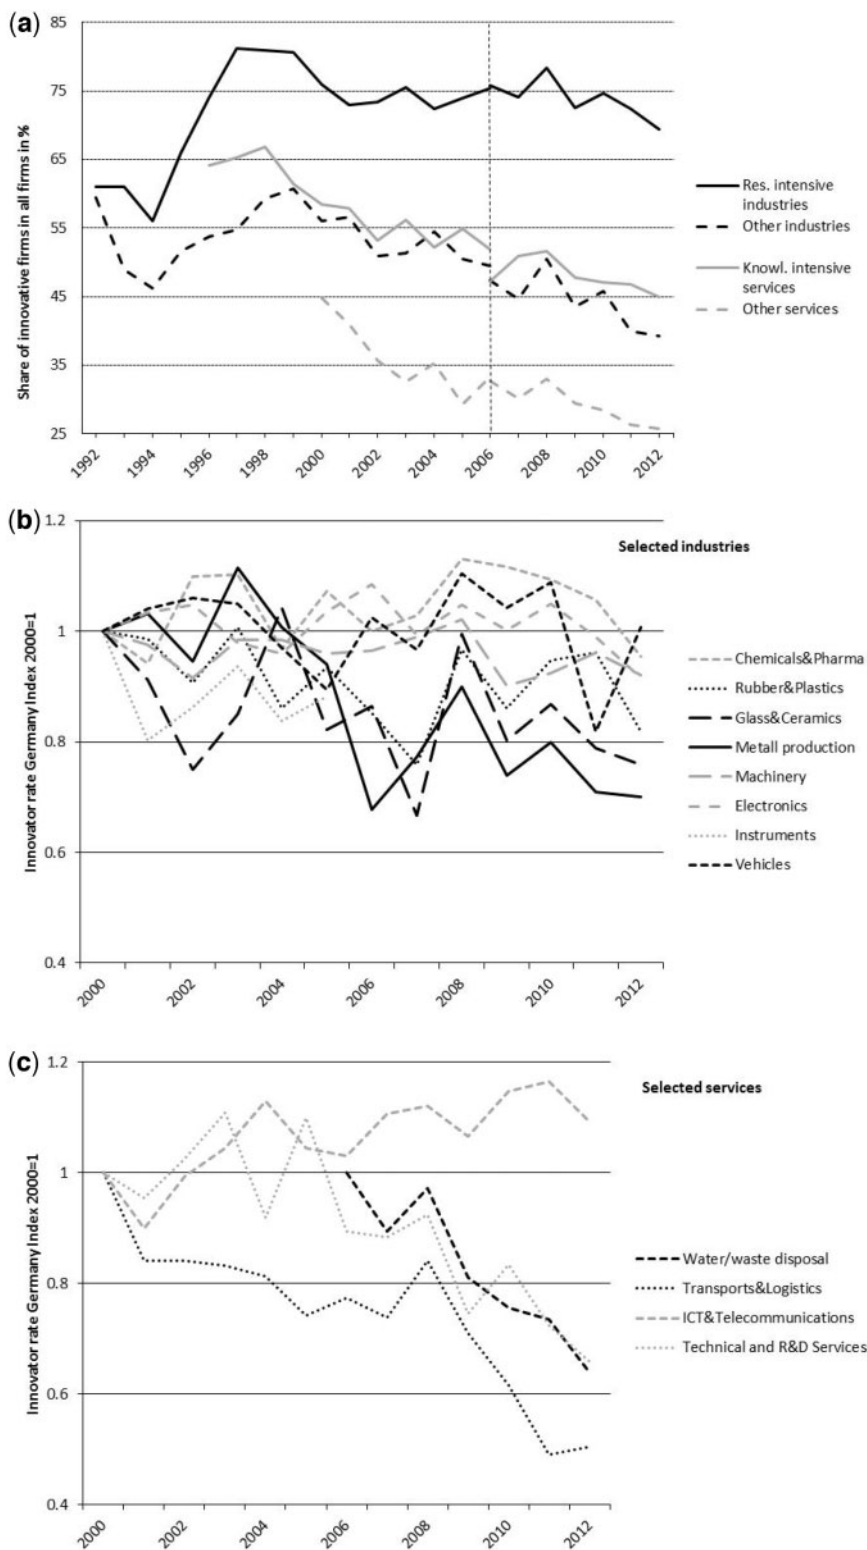 (a)
Share of innovative firms in all firms in %
85
75
65
55
45
35
25
1992
1994
1996
1998
2000
2002
2004
2006
2008
2010
2012
Res. intensive
industries
Other industries
Knowl. intensive
services
Other services
(b)
Innovator rate Germany Index 2000=1
1.2
1
0.8
0.6
0.4
2000
2002
2004
2006
2008
2010
2012
Selected industries
Chemicals&Pharma
Rubber&Plastics
Glass&Ceramics
Metall production
Machinery
Electronics
Instruments
Vehicles
(c)
Innovator rate Germany Index 2000=1
1.2
1
0.8
0.6
0.4
2000
2002
2004
2006
2008
2010
2012
Selected services
Water/waste disposal
Transports&Logistics
ICT&Telecommunications
Technical and R&D Services